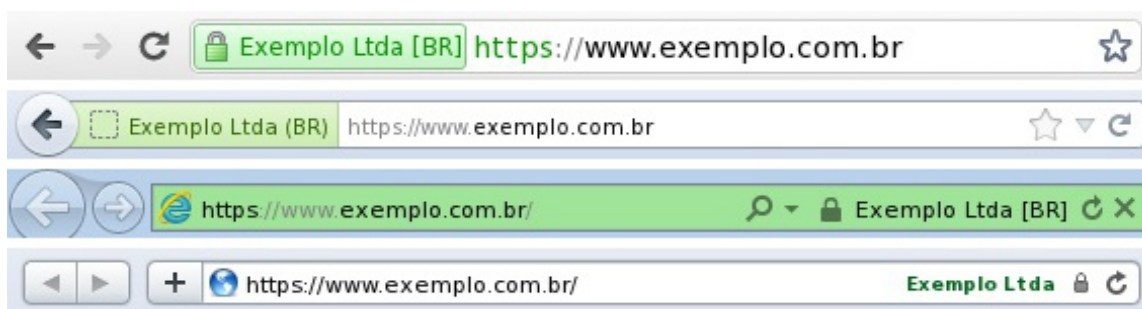 Exemplo Ltda [BR] https://www.exemplo.com.br
Exemplo Ltda (BR) https://www.exemplo.com.br
https://www.exemplo.com.br/ Exemplo Ltda [BR]
https://www.exemplo.com.br/ Exemplo Ltda